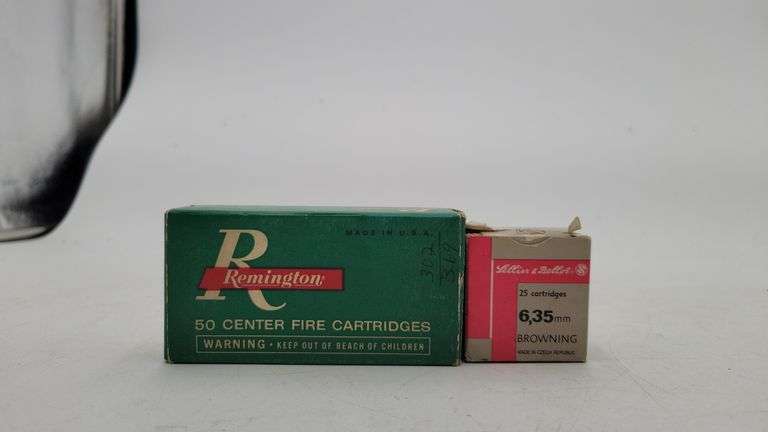 MADE IN U.S.A.
R
Remington
50 CENTER FIRE CARTRIDGES
WARNING • KEEP OUT OF REACH OF CHILDREN
302
Sellier & Bellot
25 cartridges
6,35mm
BROWNING
MADE IN CZECH REPUBLIC